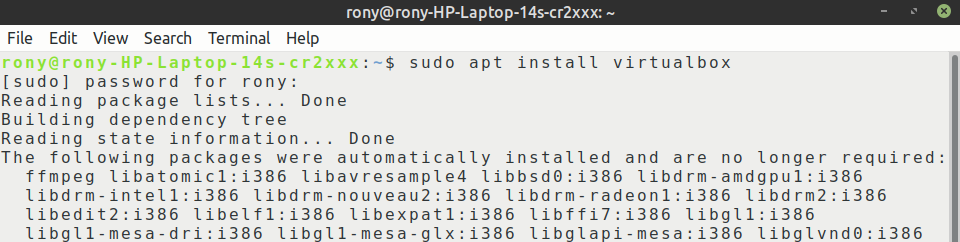 rony@rony-HP-Laptop-14s-cr2xxx: ~
File Edit View Search Terminal Help
rony@rony-HP-Laptop-14s-cr2xxx:~$ sudo apt install virtualbox
[sudo] password for rony:
Reading package lists... Done
Building dependency tree
Reading state information... Done
The following packages were automatically installed and are no longer required:
ffmpeg libatomic1:i386 libavresample4 libbsd0:i386 libdrm-amdgpu1:i386
libdrm-intel1:i386 libdrm-nouveau2:i386 libdrm-radeon1:i386 libdrm2:i386
libedit2:i386 libelf1:i386 libexpat1:i386 libffi7:i386 libgl1:i386
libgl1-mesa-dri:i386 libgl1-mesa-glx:i386 libglapi-mesa:i386 libglvnd0:i386